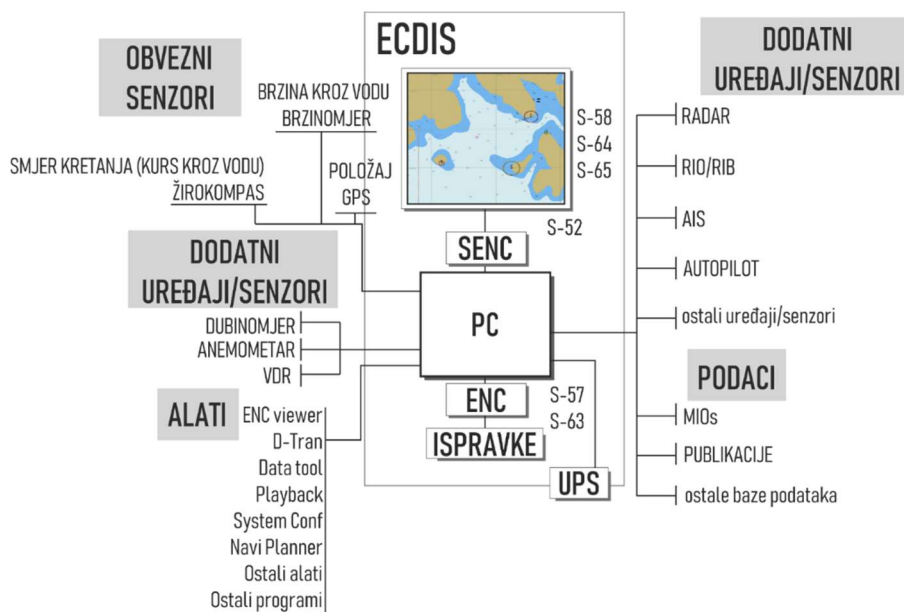 ECDIS
OBVEZNI
SENZORI
BRZINA KROZ VODU
BRZINOMJER
SMJER KRETANJA (KURS KROZ VODU)
ŽIROKOMPAS
POLOŽAJ
GPS
S-58
S-64
S-65
S-52
SENC
PC
ENC
ISPRAVKE
S-57
S-63
UPS
DODATNI
UREĐAJI/SENZORI
DUBINOMJER
ANEMOMETAR
VDR
ALATI
ENC viewer
D-Tran
Data tool
Playback
System Conf
Navi Planner
Ostali alati
Ostali programi
DODATNI
UREĐAJI/SENZORI
RADAR
RIO/RIB
AIS
AUTOPILOT
ostali uređaji/senzori
PODACI
MIOs
PUBLIKACIJE
ostale baze podataka